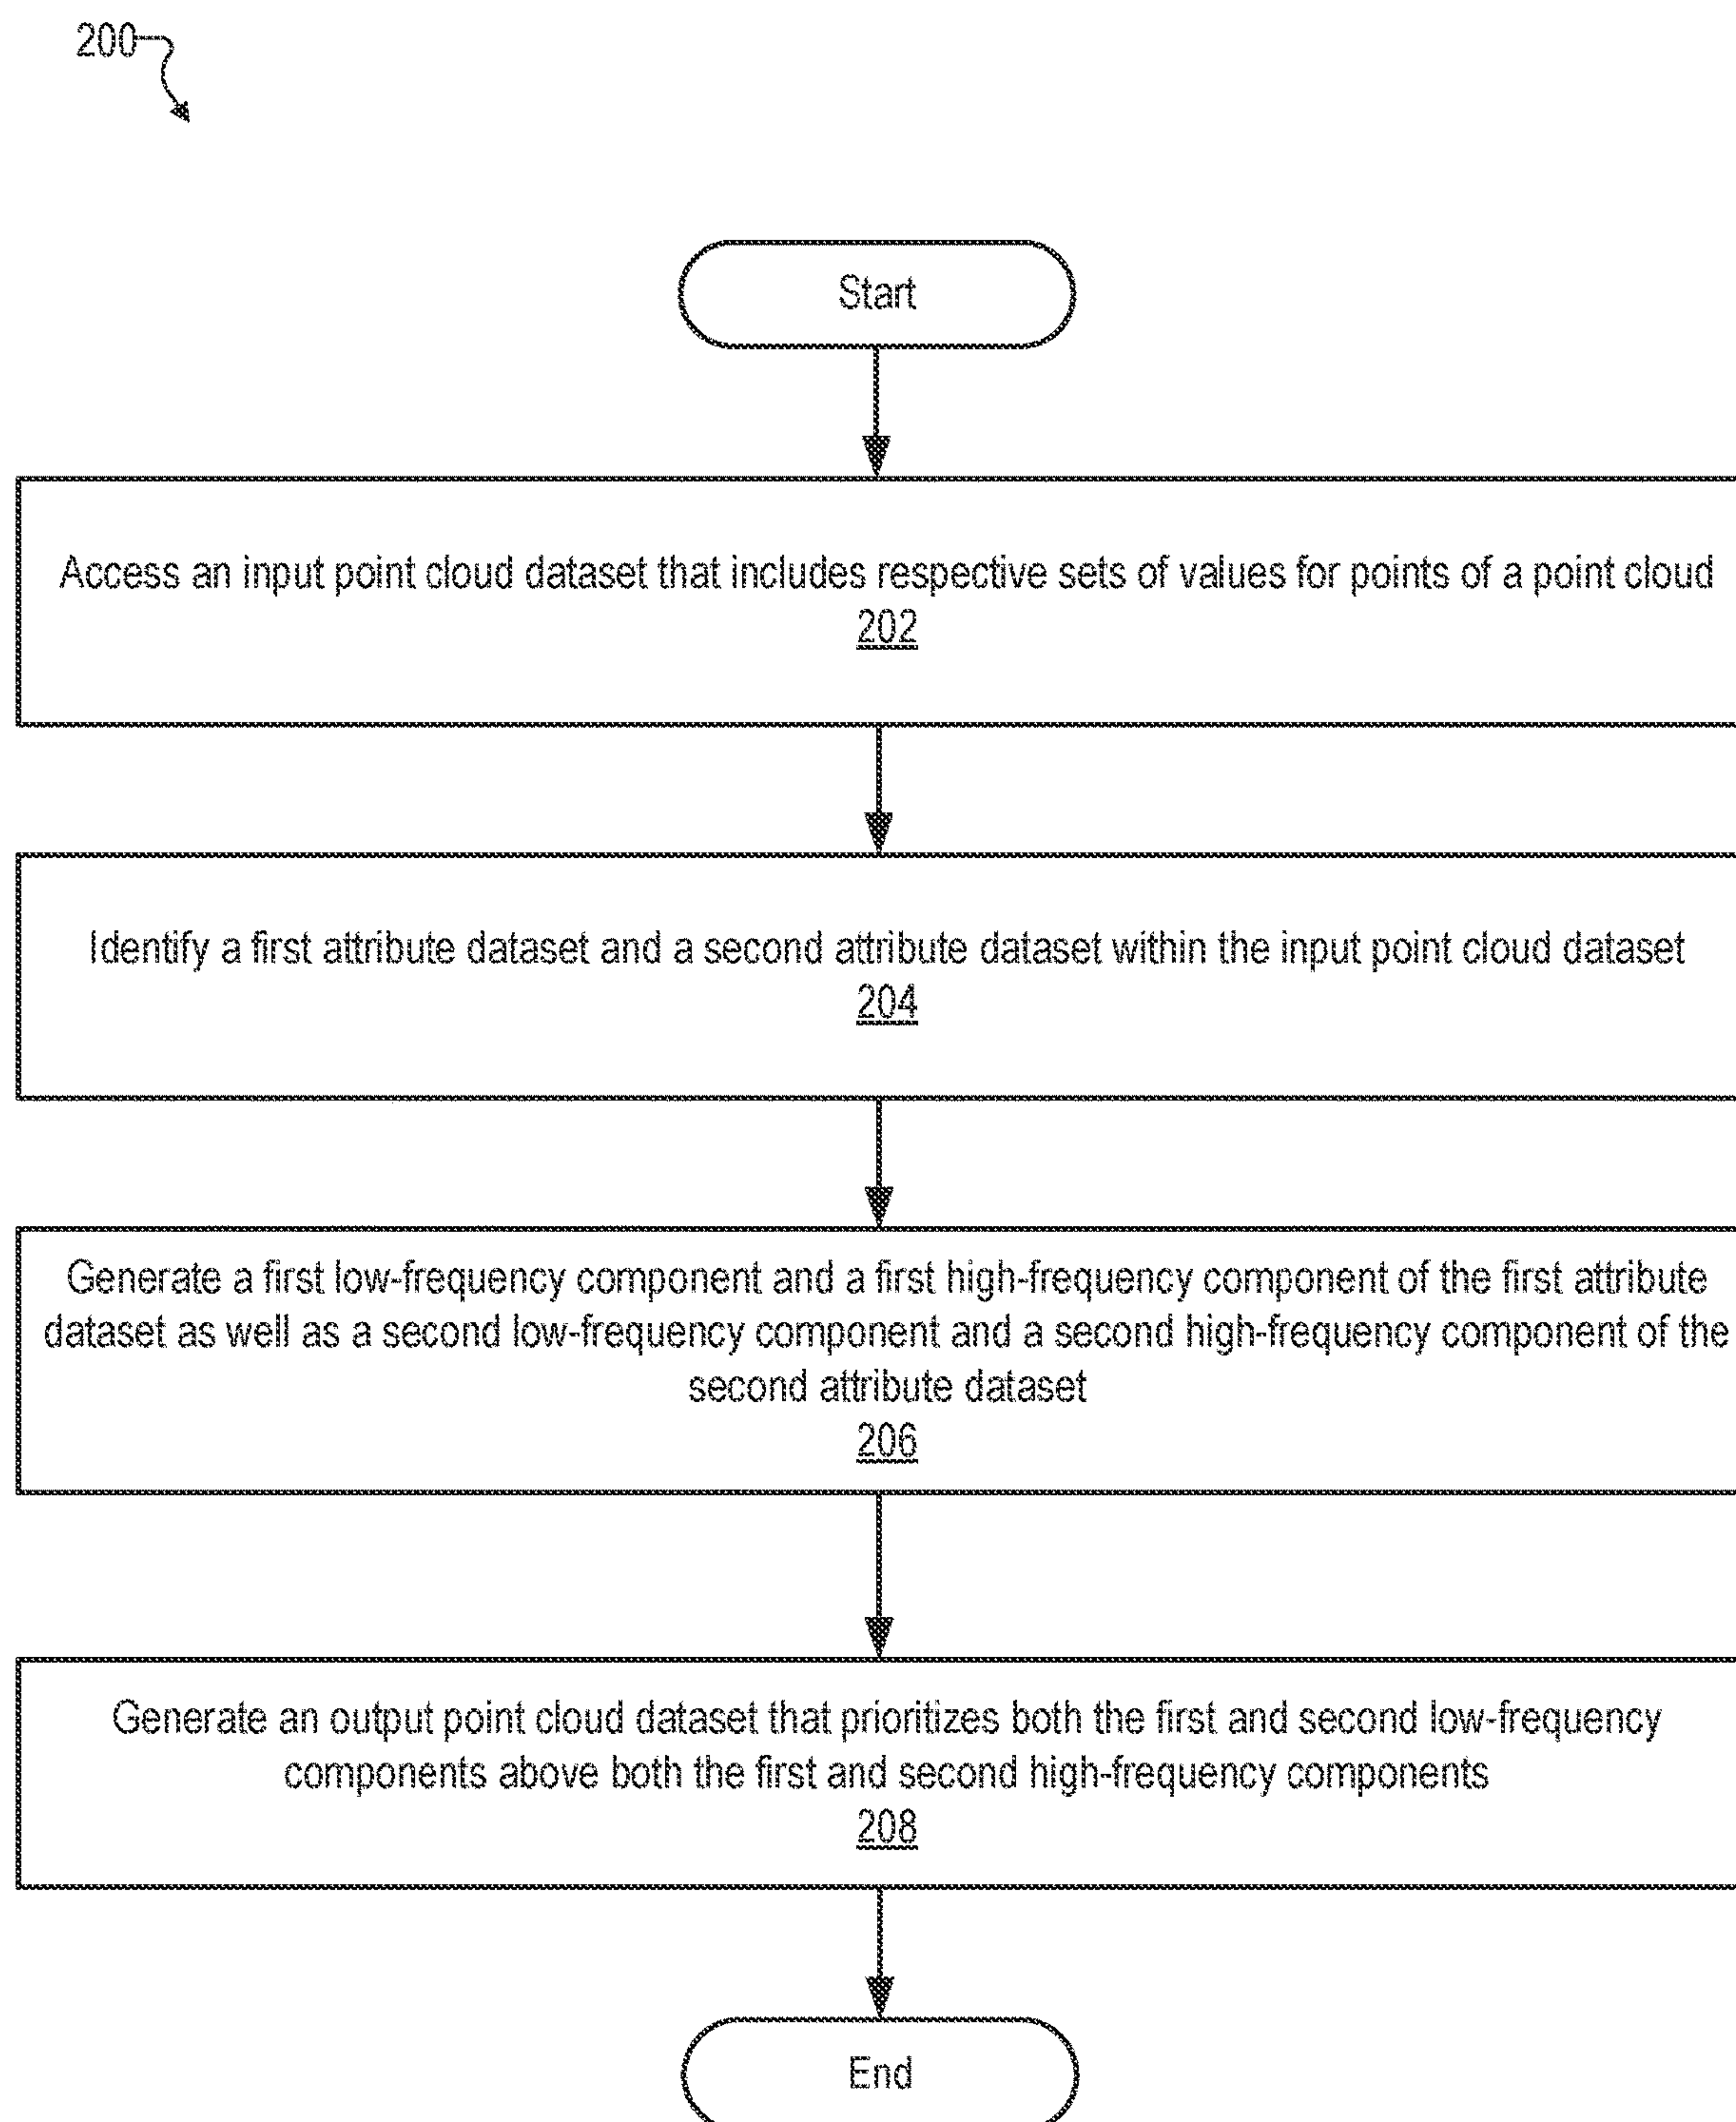 200
Start
Access an input point cloud dataset that includes respective sets of values for points of a point cloud
202
Identify a first attribute dataset and a second attribute dataset within the input point cloud dataset
204
Generate a first low-frequency component and a first high-frequency component of the first attribute
dataset as well as a second low-frequency component and a second high-frequency component of the
second attribute dataset
206
Generate an output point cloud dataset that prioritizes both the first and second low-frequency
components above both the first and second high-frequency components
208
End